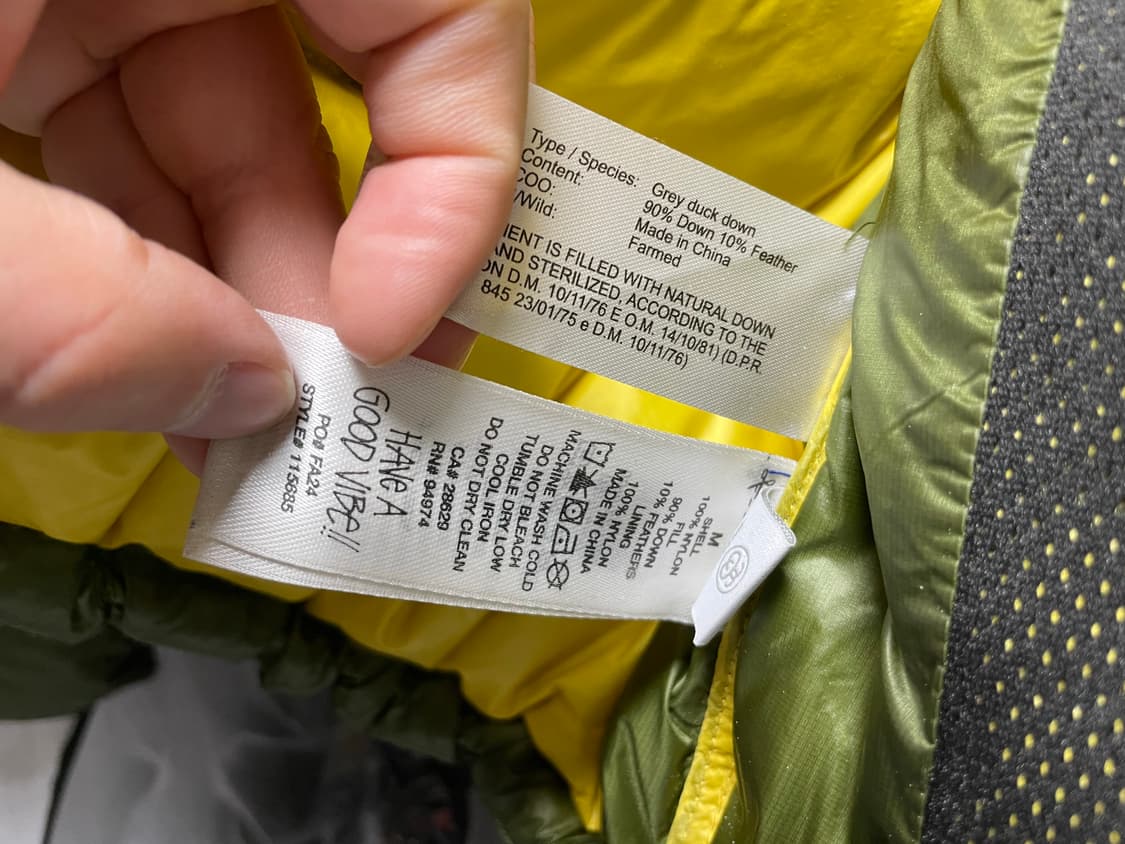 Type / Species: Grey duck down
Content: 90% Down 10% Feather
COO: Made in China
/Wild: Farmed
IS FILLED WITH NATURAL DOWN
AND STERILIZED, ACCORDING TO THE
ON D.M. 10/11/76 E O.M. 14/10/81) (D.P.R.
845 23/01/75 e D.M. 10/11/76)
M
SHELL
100% NYLON
FILL
90% DOWN
10% FEATHERS
LINING
100% NYLON
MADE IN CHINA
MACHINE WASH COLD
DO NOT BLEACH
TUMBLE DRY LOW
COOL IRON
DO NOT DRY CLEAN
CA# 28629
RN# 94974
HAVE A
GOOD VIBA!!
PO# FA24
STYLE# 115685